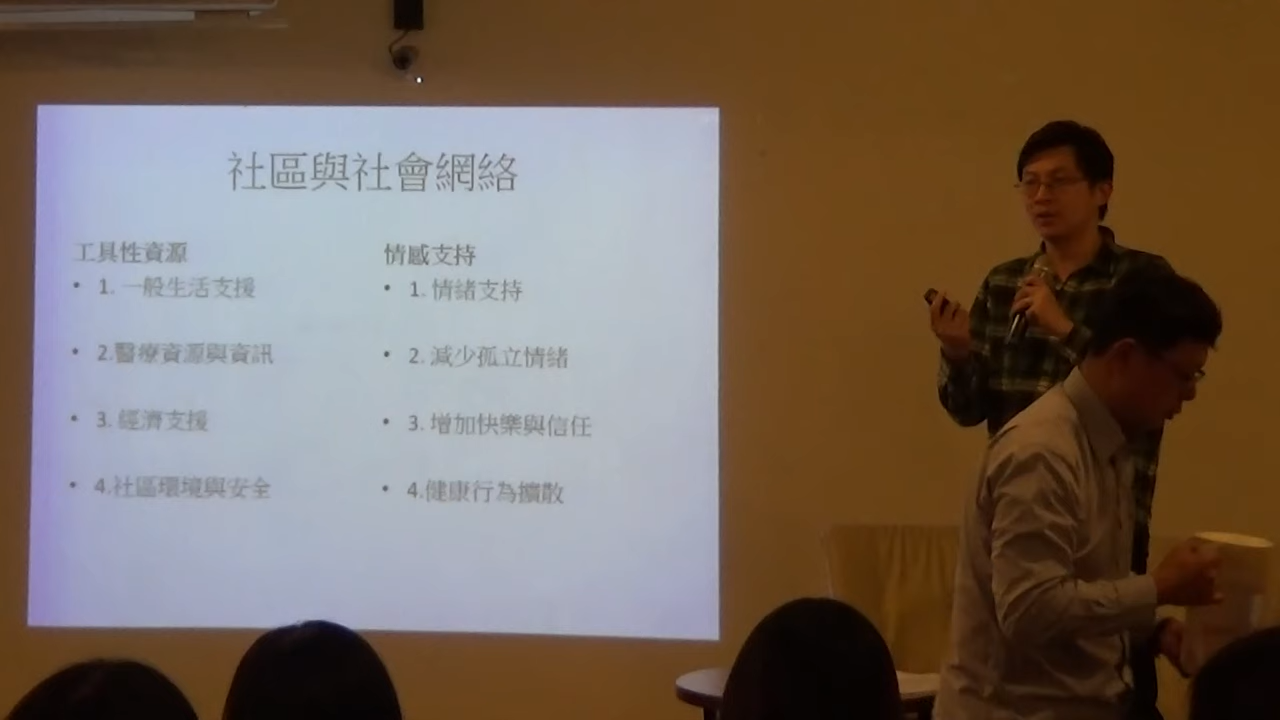 社區與社會網絡
工具性資源
• 1. 一般生活支援
• 2.醫療資源與資訊
• 3. 經濟支援
• 4.社區環境與安全
情感支持
• 1. 情緒支持
• 2. 減少孤立情緒
• 3. 增加快樂與信任
• 4.健康行為擴散